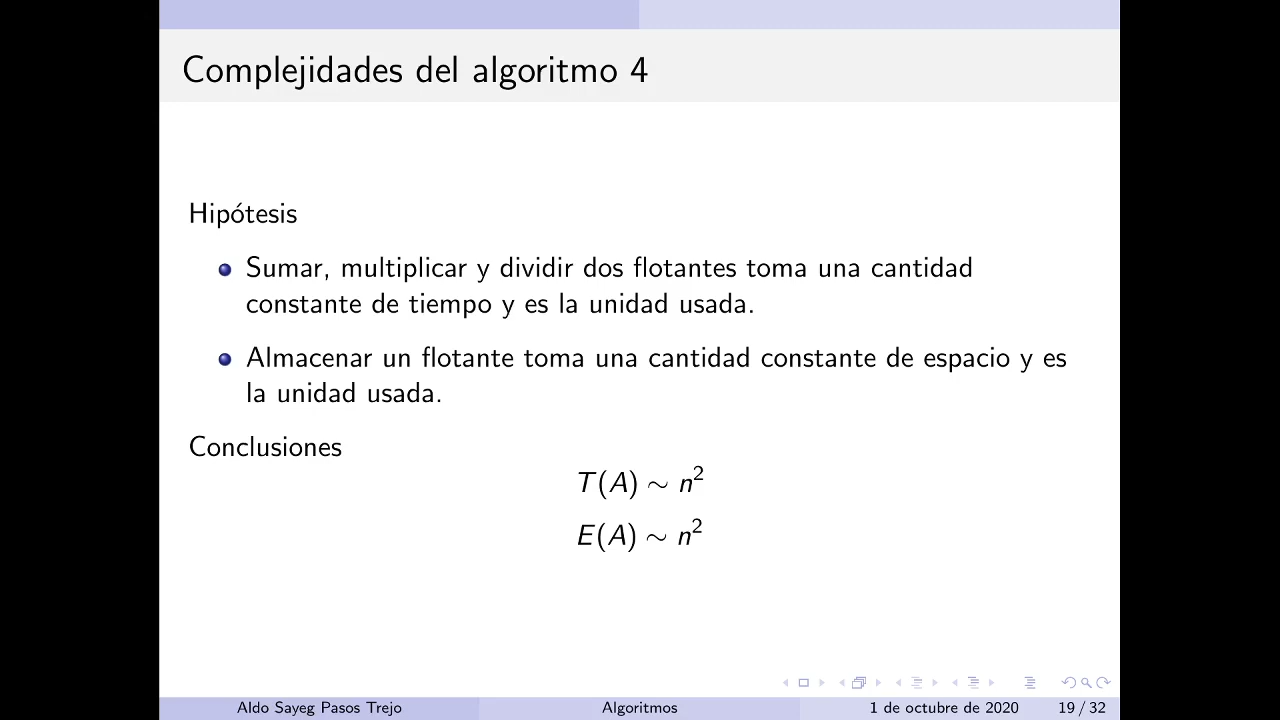 Complejidades del algoritmo 4
Hipótesis
Sumar, multiplicar y dividir dos flotantes toma una cantidad
constante de tiempo y es la unidad usada.
Almacenar un flotante toma una cantidad constante de espacio y es
la unidad usada.
Conclusiones
T(A) ∼ n²
E(A) ∼ n²
Aldo Sayeg Pasos Trejo
Algoritmos
1 de octubre de 2020
19 / 32